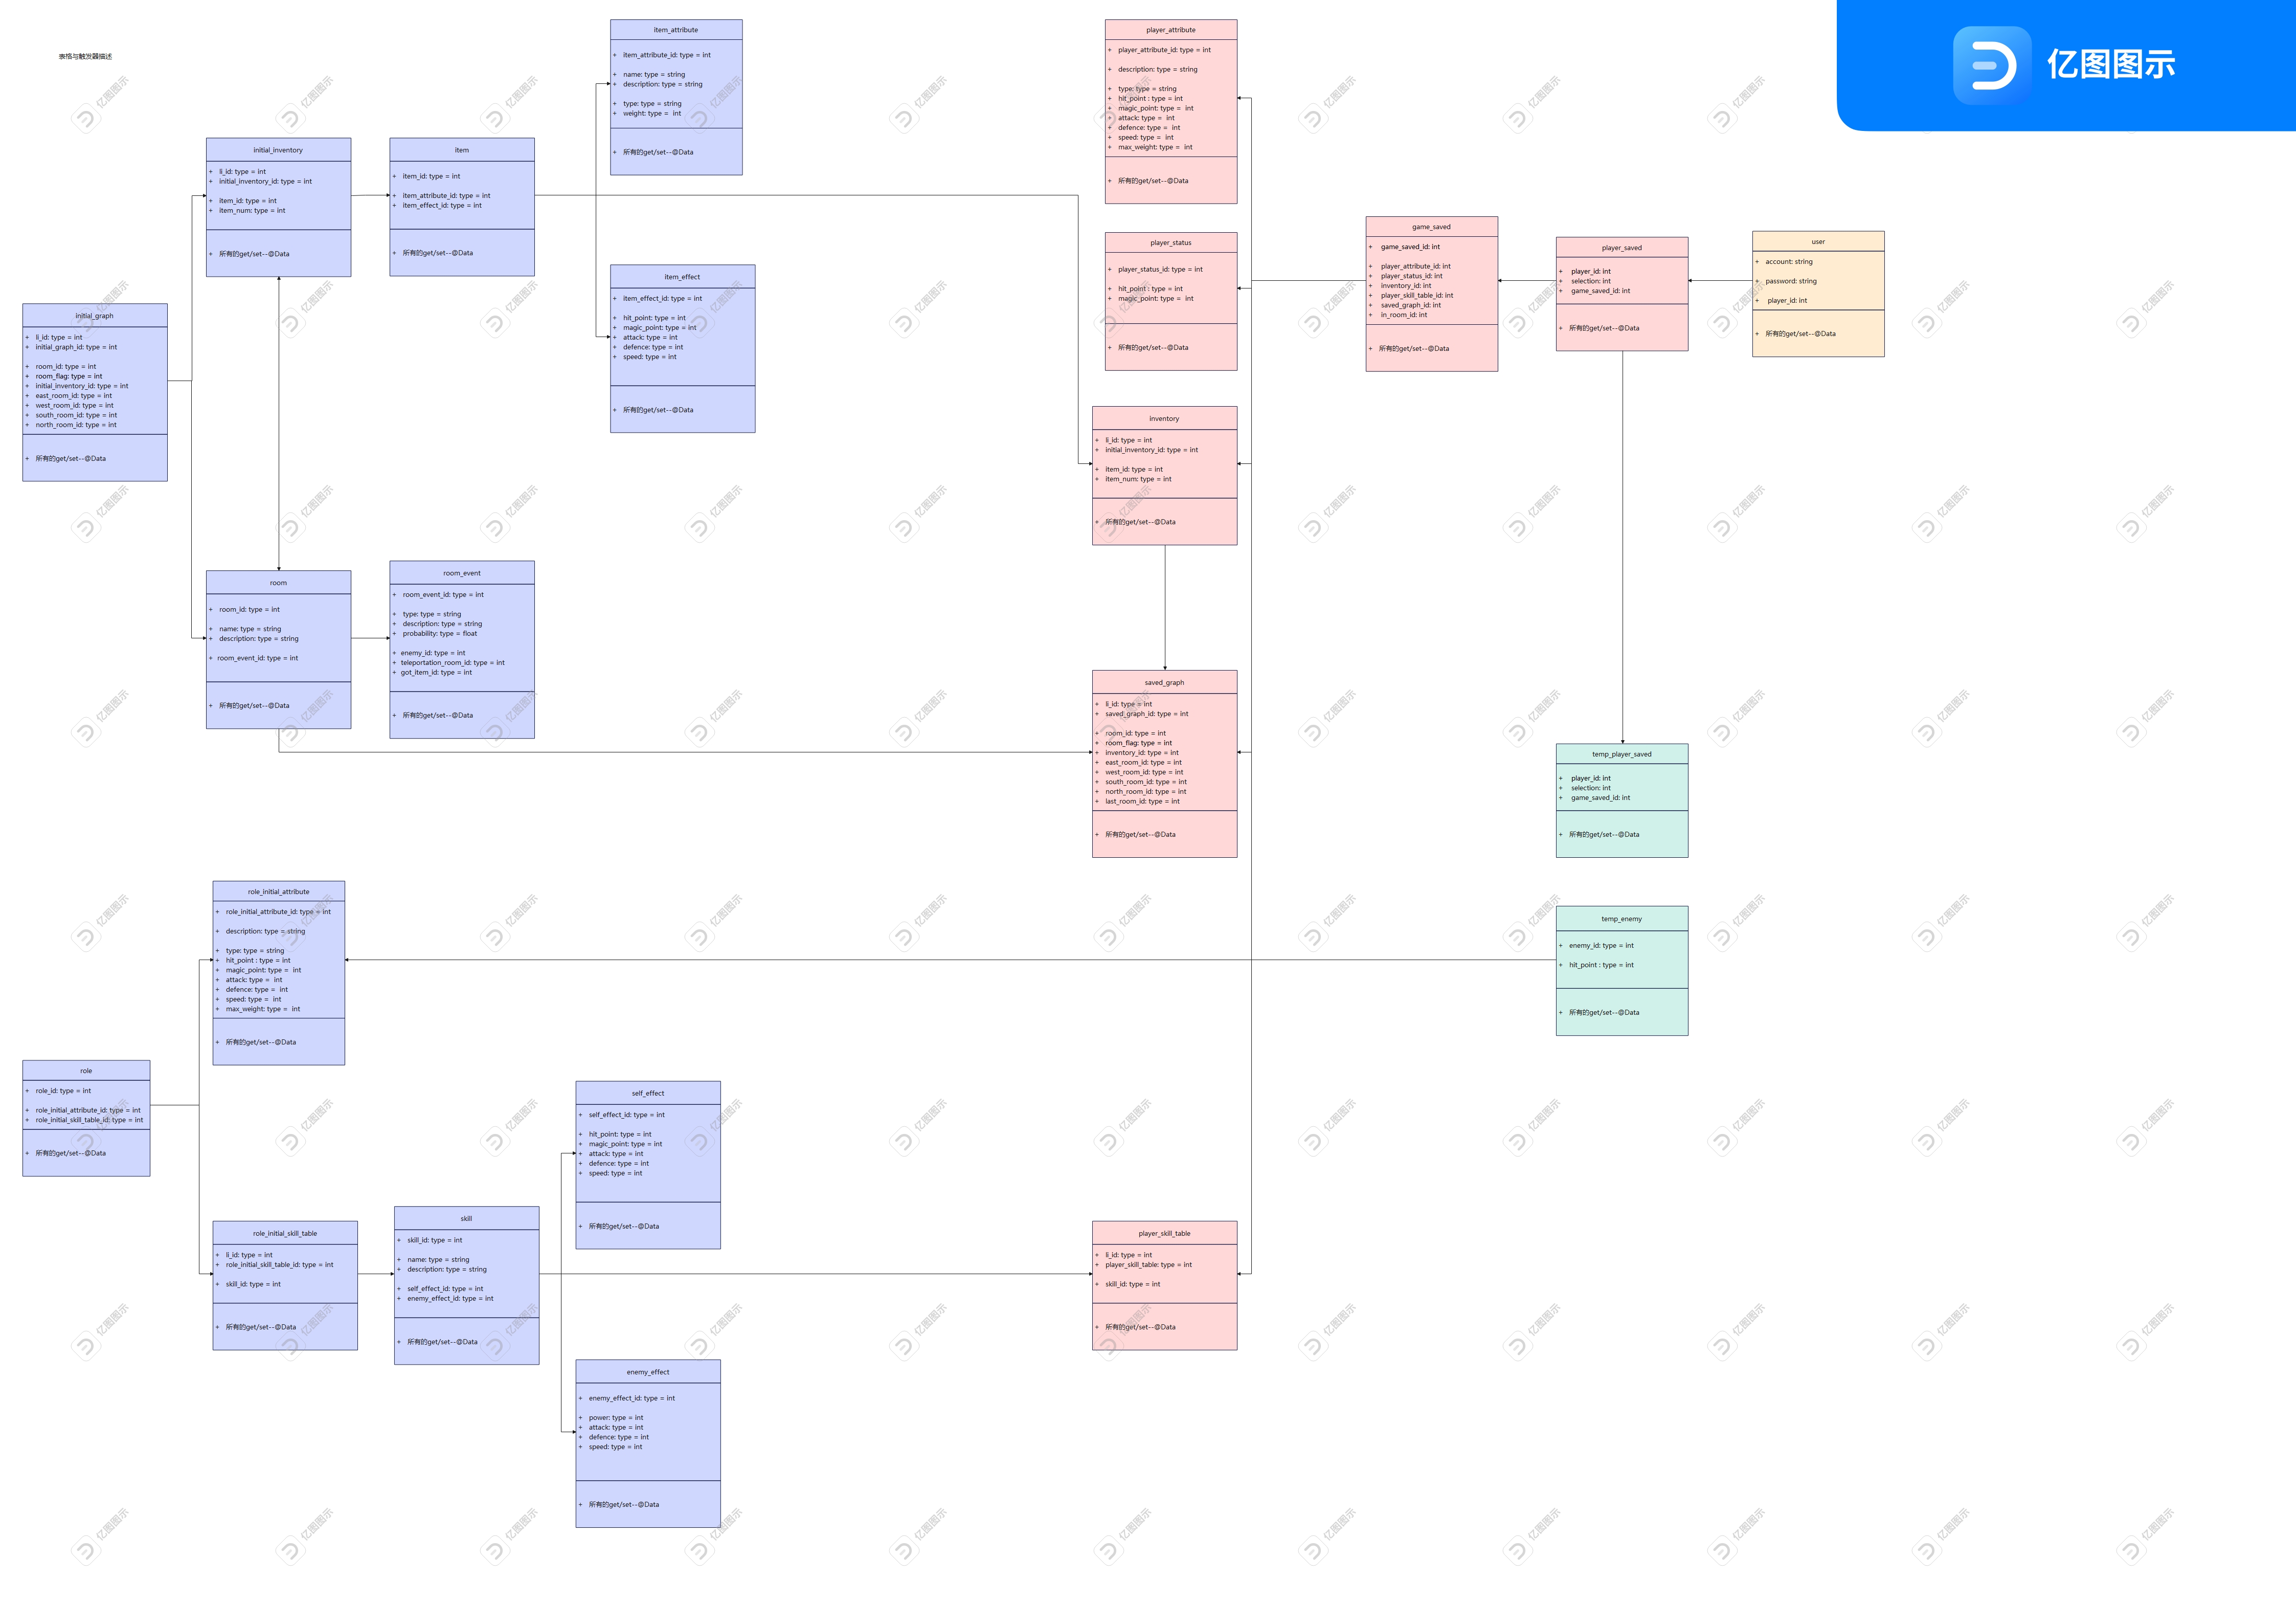 表格与触发器描述
亿图图示
item_attribute
+ item_attribute_id: type = int
+ name: type = string
+ description: type = string
+ type: type = string
+ weight: type = int
+ 所有的get/set--@Data
player_attribute
+ player_attribute_id: type = int
+ description: type = string
+ type: type = string
+ hit_point : type = int
+ magic_point: type = int
+ attack: type = int
+ defence: type = int
+ speed: type = int
+ max_weight: type = int
+ 所有的get/set--@Data
initial_inventory
+ li_id: type = int
+ initial_inventory_id: type = int
+ item_id: type = int
+ item_num: type = int
+ 所有的get/set--@Data
item
+ item_id: type = int
+ item_attribute_id: type = int
+ item_effect_id: type = int
+ 所有的get/set--@Data
item_effect
+ item_effect_id: type = int
+ hit_point: type = int
+ magic_point: type = int
+ attack: type = int
+ defence: type = int
+ speed: type = int
+ 所有的get/set--@Data
player_status
+ player_status_id: type = int
+ hit_point : type = int
+ magic_point: type = int
+ 所有的get/set--@Data
game_saved
+ game_saved_id: int
+ player_attribute_id: int
+ player_status_id: int
+ inventory_id: int
+ player_skill_table_id: int
+ saved_graph_id: int
+ in_room_id: int
+ 所有的get/set--@Data
player_saved
+ player_id: int
+ selection: int
+ game_saved_id: int
+ 所有的get/set--@Data
user
+ account: string
+ password: string
+ player_id: int
+ 所有的get/set--@Data
initial_graph
+ li_id: type = int
+ initial_graph_id: type = int
+ room_id: type = int
+ room_flag: type = int
+ initial_inventory_id: type = int
+ east_room_id: type = int
+ west_room_id: type = int
+ south_room_id: type = int
+ north_room_id: type = int
+ 所有的get/set--@Data
inventory
+ li_id: type = int
+ initial_inventory_id: type = int
+ item_id: type = int
+ item_num: type = int
+ 所有的get/set--@Data
room
+ room_id: type = int
+ name: type = string
+ description: type = string
+ room_event_id: type = int
+ 所有的get/set--@Data
room_event
+ room_event_id: type = int
+ type: type = string
+ description: type = string
+ probability: type = float
+ enemy_id: type = int
+ teleportation_room_id: type = int
+ got_item_id: type = int
+ 所有的get/set--@Data
saved_graph
+ li_id: type = int
+ saved_graph_id: type = int
+ room_id: type = int
+ room_flag: type = int
+ inventory_id: type = int
+ east_room_id: type = int
+ west_room_id: type = int
+ south_room_id: type = int
+ north_room_id: type = int
+ last_room_id: type = int
+ 所有的get/set--@Data
temp_player_saved
+ player_id: int
+ selection: int
+ game_saved_id: int
+ 所有的get/set--@Data
role_initial_attribute
+ role_initial_attribute_id: type = int
+ description: type = string
+ type: type = string
+ hit_point : type = int
+ magic_point: type = int
+ attack: type = int
+ defence: type = int
+ speed: type = int
+ max_weight: type = int
+ 所有的get/set--@Data
temp_enemy
+ enemy_id: type = int
+ hit_point : type = int
+ 所有的get/set--@Data
role
+ role_id: type = int
+ role_initial_attribute_id: type = int
+ role_initial_skill_table_id: type = int
+ 所有的get/set--@Data
self_effect
+ self_effect_id: type = int
+ hit_point: type = int
+ magic_point: type = int
+ attack: type = int
+ defence: type = int
+ speed: type = int
+ 所有的get/set--@Data
role_initial_skill_table
+ li_id: type = int
+ role_initial_skill_table_id: type = int
+ skill_id: type = int
+ 所有的get/set--@Data
skill
+ skill_id: type = int
+ name: type = string
+ description: type = string
+ self_effect_id: type = int
+ enemy_effect_id: type = int
+ 所有的get/set--@Data
player_skill_table
+ li_id: type = int
+ player_skill_table: type = int
+ skill_id: type = int
+ 所有的get/set--@Data
enemy_effect
+ enemy_effect_id: type = int
+ power: type = int
+ attack: type = int
+ defence: type = int
+ speed: type = int
+ 所有的get/set--@Data